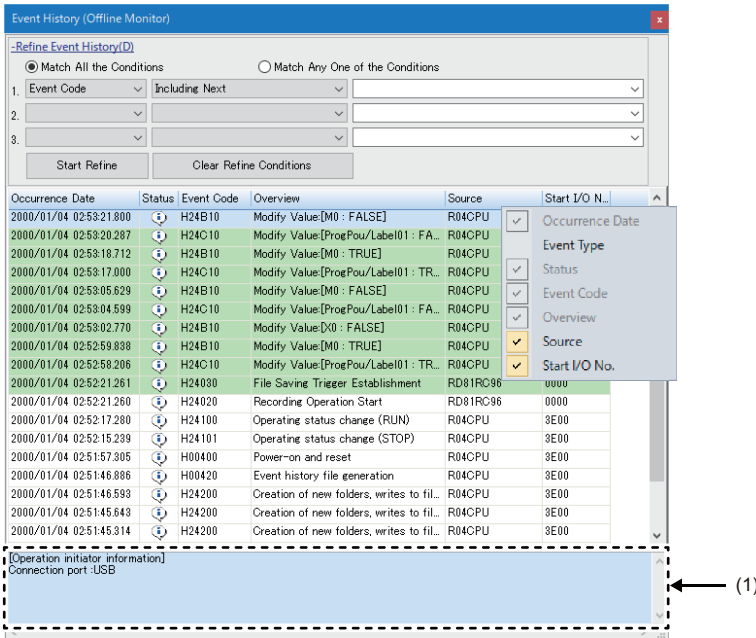 Event History (Offline Monitor)
x
-Refine Event History(D)
Match All the Conditions Match Any One of the Conditions
1. Event Code Including Next
2.
3.
Start Refine Clear Refine Conditions
Occurrence Date Status Event Code Overview Source Start I/O N...
2000/01/04 02:53:21.800 H24B10 Modify Value:[M0 : FALSE] R04CPU
2000/01/04 02:53:20.287 H24C10 Modify Value:[ProgPou/Label01 : FA... R04CPU
2000/01/04 02:53:18.712 H24B10 Modify Value:[M0 : TRUE] R04CPU
2000/01/04 02:53:17.000 H24C10 Modify Value:[ProgPou/Label01 : TR... R04CPU
2000/01/04 02:53:05.629 H24B10 Modify Value:[M0 : FALSE] R04CPU
2000/01/04 02:53:04.599 H24C10 Modify Value:[ProgPou/Label01 : FA... R04CPU
2000/01/04 02:53:02.770 H24B10 Modify Value:[X0 : FALSE] R04CPU
2000/01/04 02:52:59.838 H24B10 Modify Value:[M0 : TRUE] R04CPU
2000/01/04 02:52:58.206 H24C10 Modify Value:[ProgPou/Label01 : TR... R04CPU
2000/01/04 02:52:21.261 H24030 File Saving Trigger Establishment RD81RC96 0000
2000/01/04 02:52:21.260 H24020 Recording Operation Start RD81RC96 0000
2000/01/04 02:52:17.280 H24100 Operating status change (RUN) R04CPU 3E00
2000/01/04 02:52:15.239 H24101 Operating status change (STOP) R04CPU 3E00
2000/01/04 02:51:57.305 H00400 Power-on and reset R04CPU 3E00
2000/01/04 02:51:46.886 H00420 Event history file generation R04CPU 3E00
2000/01/04 02:51:46.593 H24200 Creation of new folders, writes to fil... R04CPU 3E00
2000/01/04 02:51:45.643 H24200 Creation of new folders, writes to fil... R04CPU 3E00
2000/01/04 02:51:45.314 H24200 Creation of new folders, writes to fil... R04CPU 3E00
Occurrence Date
Event Type
Status
Event Code
Overview
Source
Start I/O No.
[Operation initiator information]
Connection port :USB
(1)